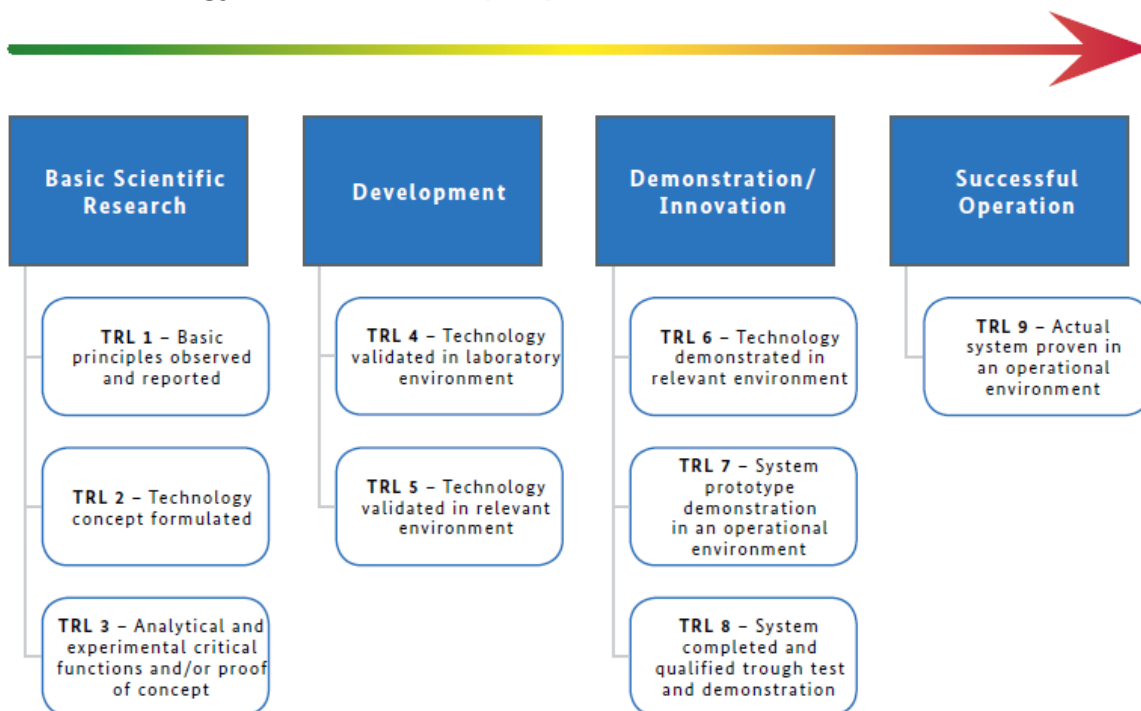 Basic Scientific
Research
TRL 1 – Basic
principles observed
and reported
TRL 2 – Technology
concept formulated
TRL 3 – Analytical and
experimental critical
functions and/or proof
of concept
Development
TRL 4 – Technology
validated in laboratory
environment
TRL 5 – Technology
validated in relevant
environment
Demonstration/
Innovation
TRL 6 – Technology
demonstrated in
relevant environment
TRL 7 – System
prototype
demonstration
in an operational
environment
TRL 8 – System
completed and
qualified trough test
and demonstration
Successful
Operation
TRL 9 – Actual
system proven in
an operational
environment